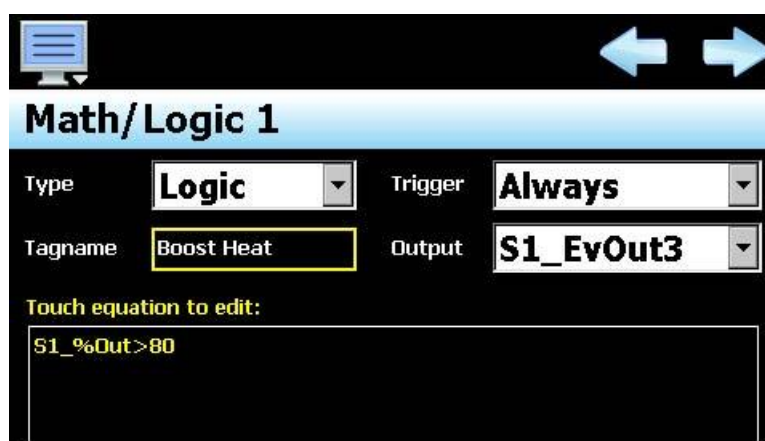 Math/Logic 1
Type Logic Trigger Always
Tagname Boost Heat Output S1_EvOut3
Touch equation to edit:
S1_%Out>80